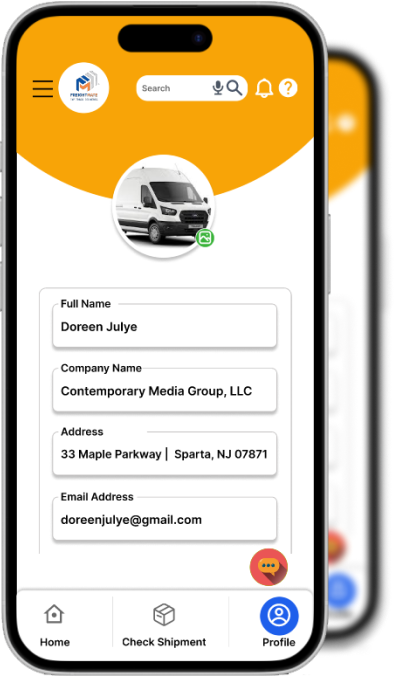 Search
Full Name
Doreen Julye
Company Name
Contemporary Media Group, LLC
Address
33 Maple Parkway | Sparta, NJ 07871
Email Address
doreenjulye@gmail.com
Home
Check Shipment
Profile